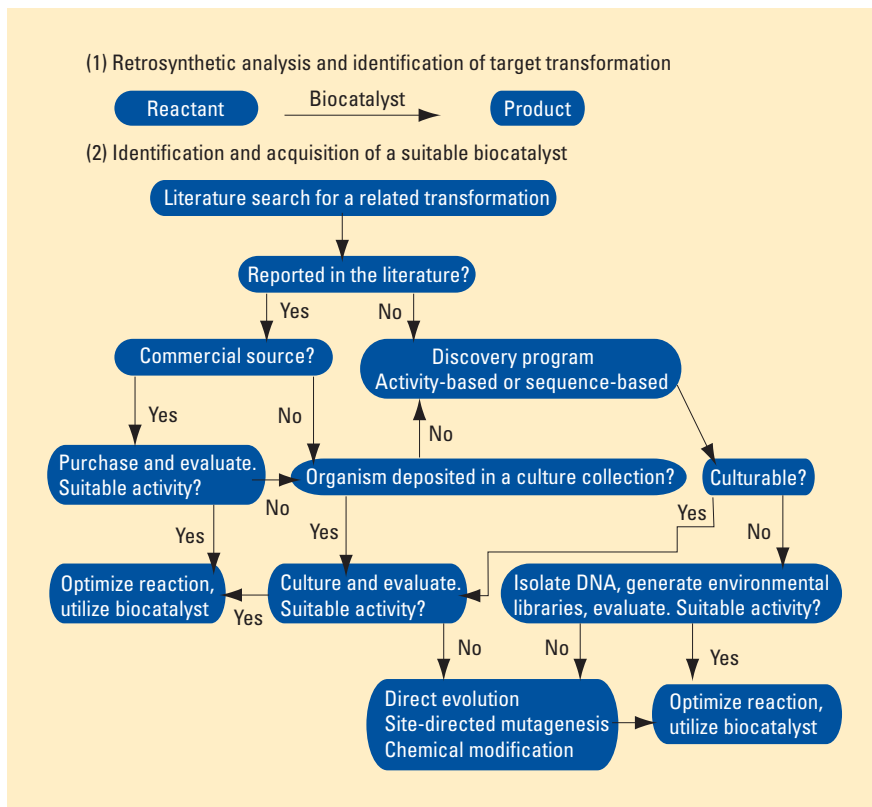 (1) Retrosynthetic analysis and identification of target transformation
Reactant
Biocatalyst
Product
(2) Identification and acquisition of a suitable biocatalyst
Literature search for a related transformation
Reported in the literature?
Yes
No
Commercial source?
Discovery program
Activity-based or sequence-based
Yes
No
No
Purchase and evaluate.
Suitable activity?
No
Organism deposited in a culture collection?
Culturable?
Yes
Yes
Yes
No
Optimize reaction,
utilize biocatalyst
Yes
Culture and evaluate.
Suitable activity?
Isolate DNA, generate environmental
libraries, evaluate. Suitable activity?
No
No
Yes
Direct evolution
Site-directed mutagenesis
Chemical modification
Optimize reaction,
utilize biocatalyst